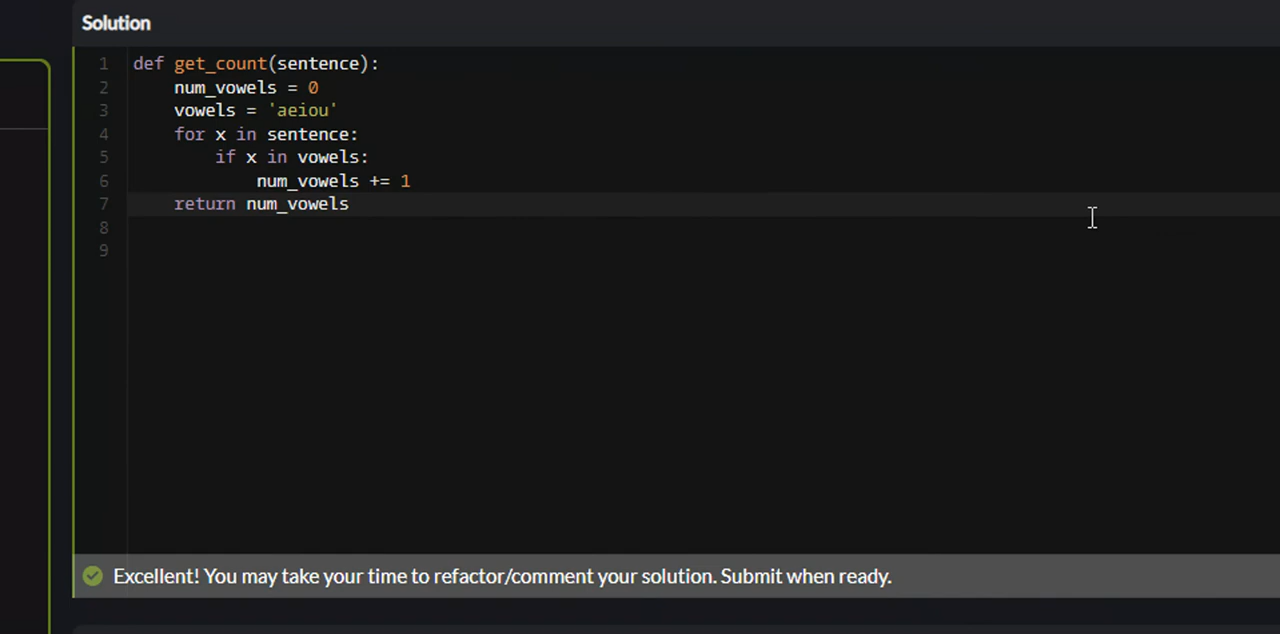 Solution
1 def get_count(sentence):
2     num_vowels = 0
3     vowels = 'aeiou'
4     for x in sentence:
5         if x in vowels:
6             num_vowels += 1
7     return num_vowels
8
9
Excellent! You may take your time to refactor/comment your solution. Submit when ready.